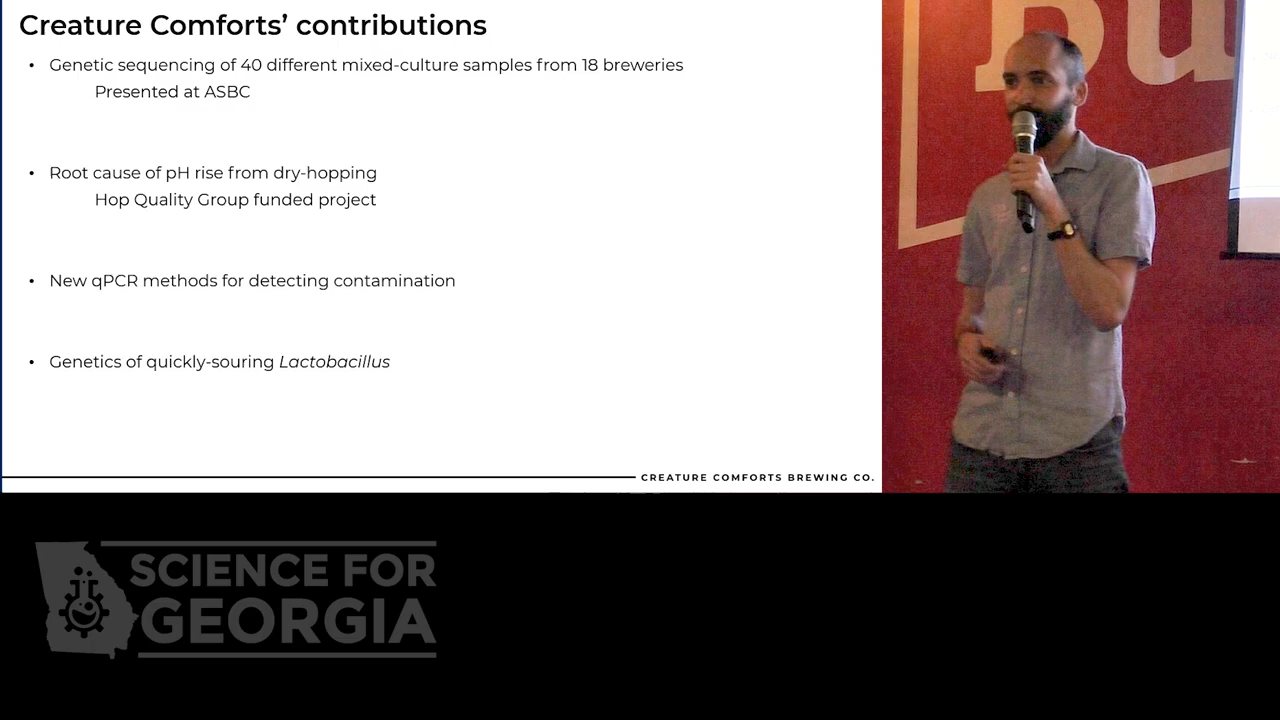 Creature Comforts’ contributions
• Genetic sequencing of 40 different mixed-culture samples from 18 breweries
Presented at ASBC
• Root cause of pH rise from dry-hopping
Hop Quality Group funded project
• New qPCR methods for detecting contamination
• Genetics of quickly-souring Lactobacillus
CREATURE COMFORTS BREWING CO.
Bu
SCIENCE FOR
GEORGIA